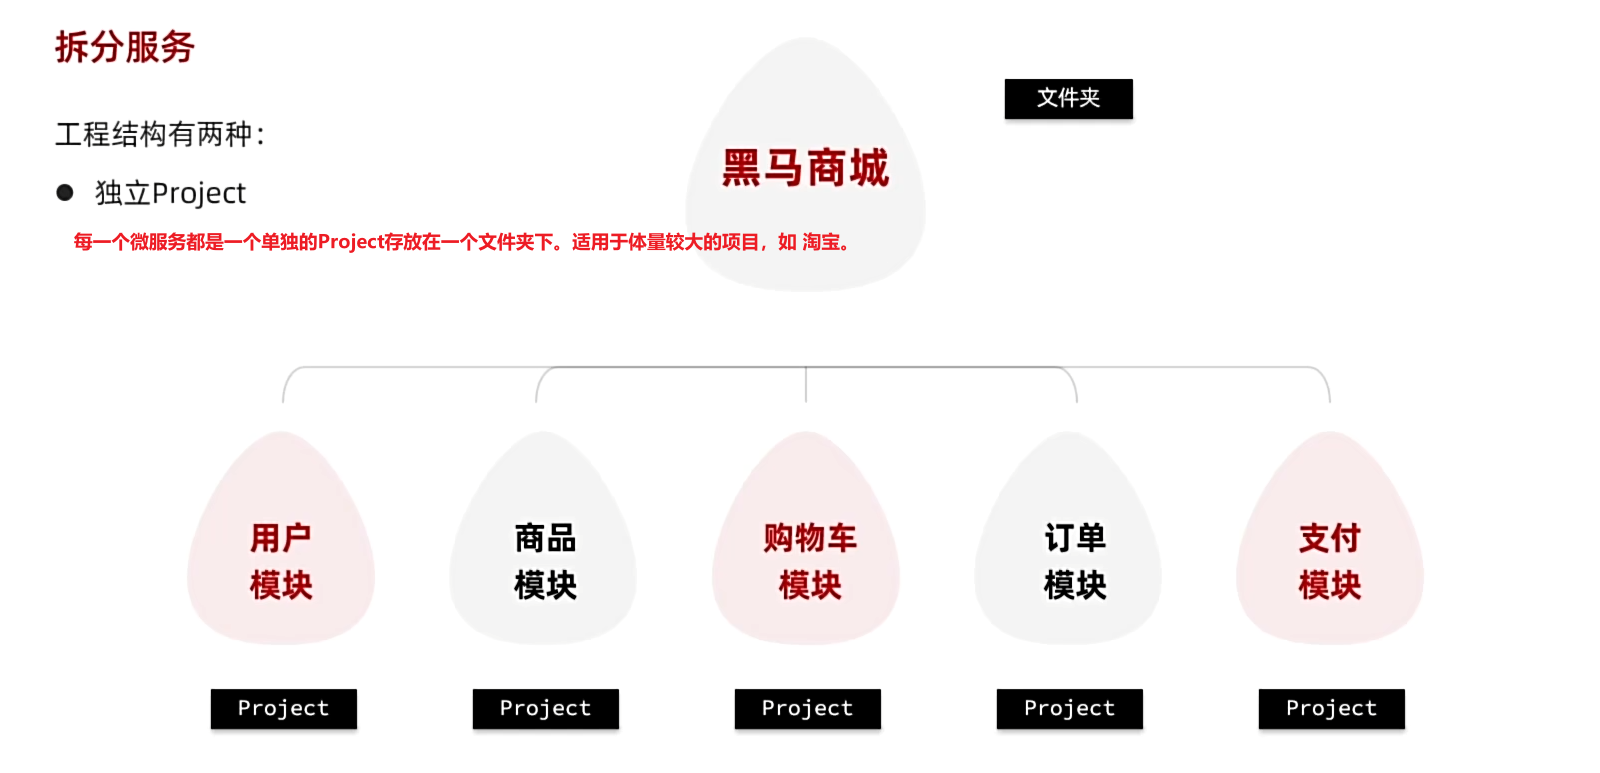 拆分服务
文件夹
工程结构有两种：
黑马商城
● 独立Project
每一个微服务都是一个单独的Project存放在一个文件夹下。适用于体量较大的项目，如 淘宝。
用户
模块
商品
模块
购物车
模块
订单
模块
支付
模块
Project
Project
Project
Project
Project